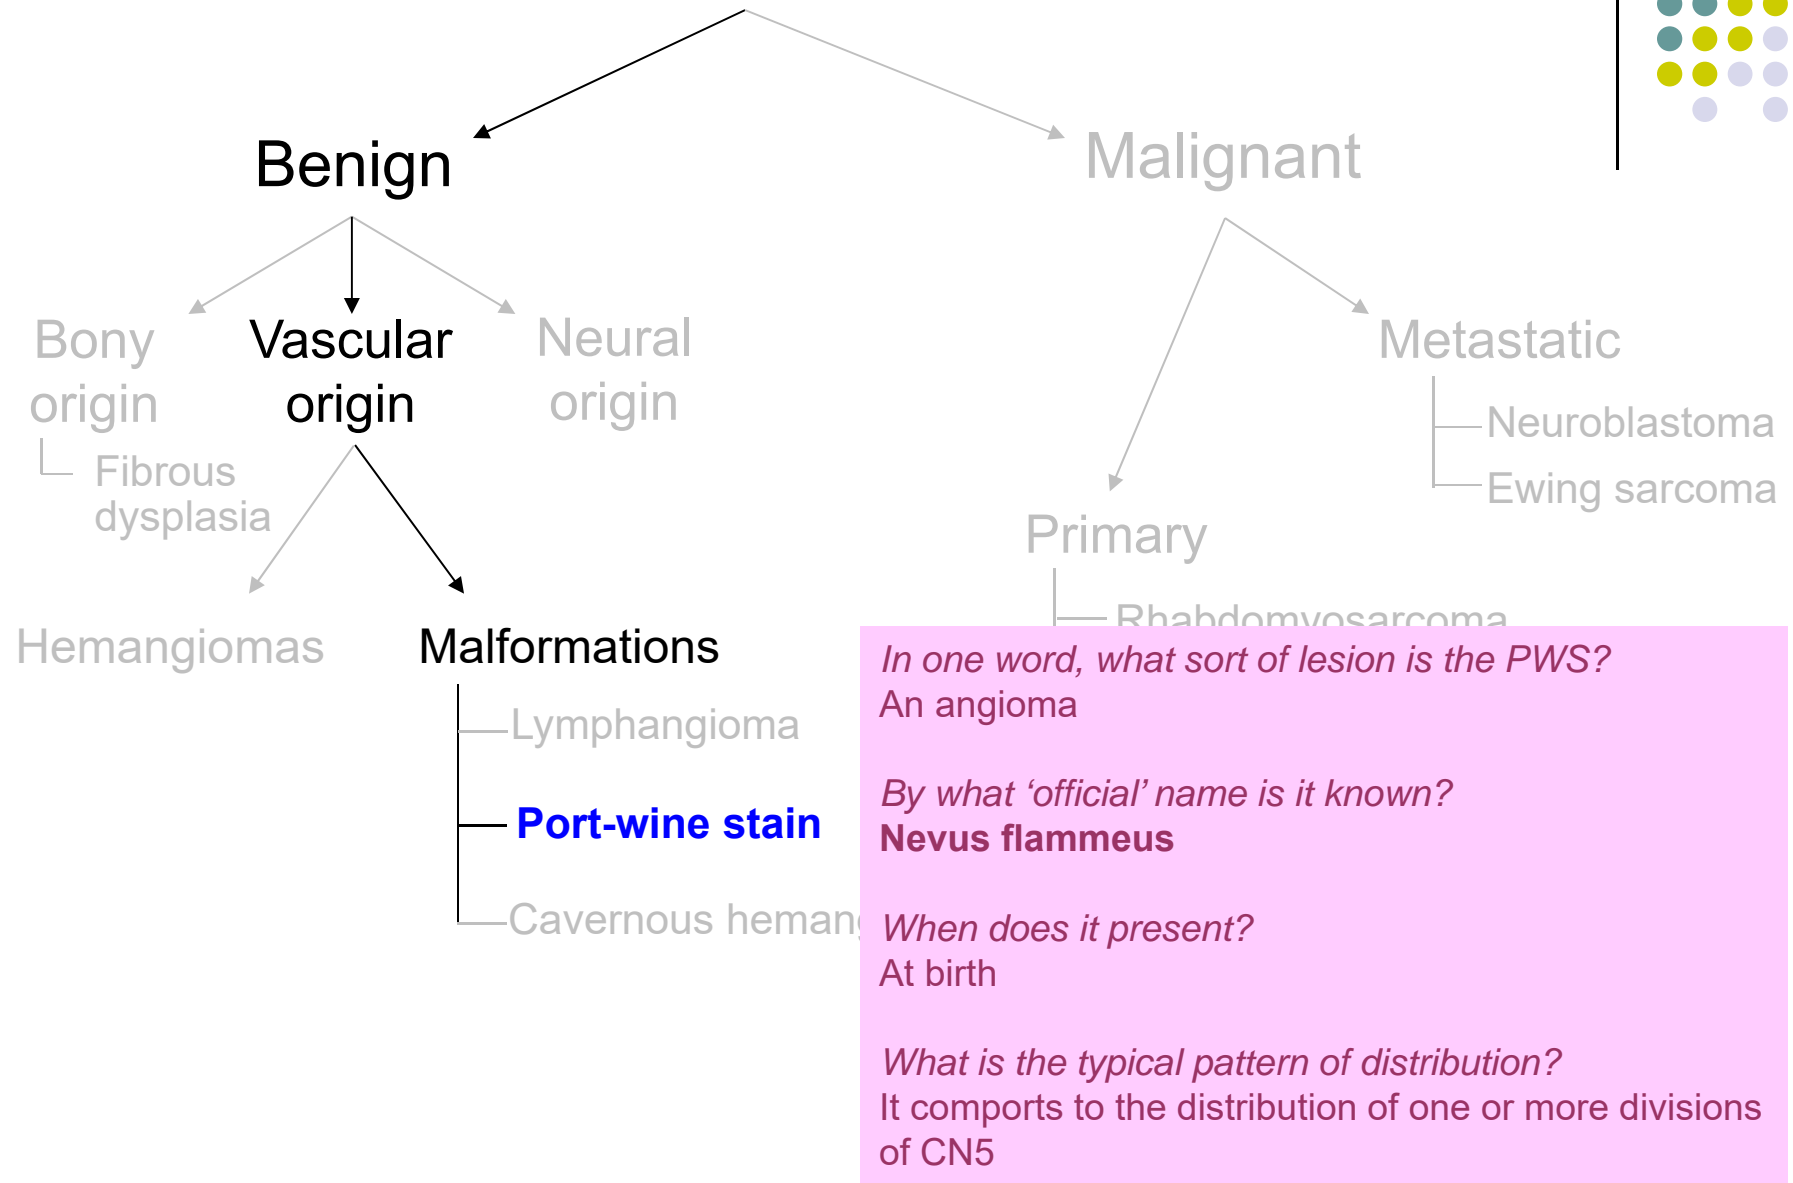 Benign
Malignant
Bony
origin
Vascular
origin
Neural
origin
Metastatic
Neuroblastoma
Ewing sarcoma
Fibrous
dysplasia
Primary
Rhabdomyosarcoma
Hemangiomas
Malformations
Lymphangioma
Port-wine stain
Cavernous heman
In one word, what sort of lesion is the PWS?
An angioma
By what ‘official’ name is it known?
Nevus flammeus
When does it present?
At birth
What is the typical pattern of distribution?
It comports to the distribution of one or more divisions
of CN5